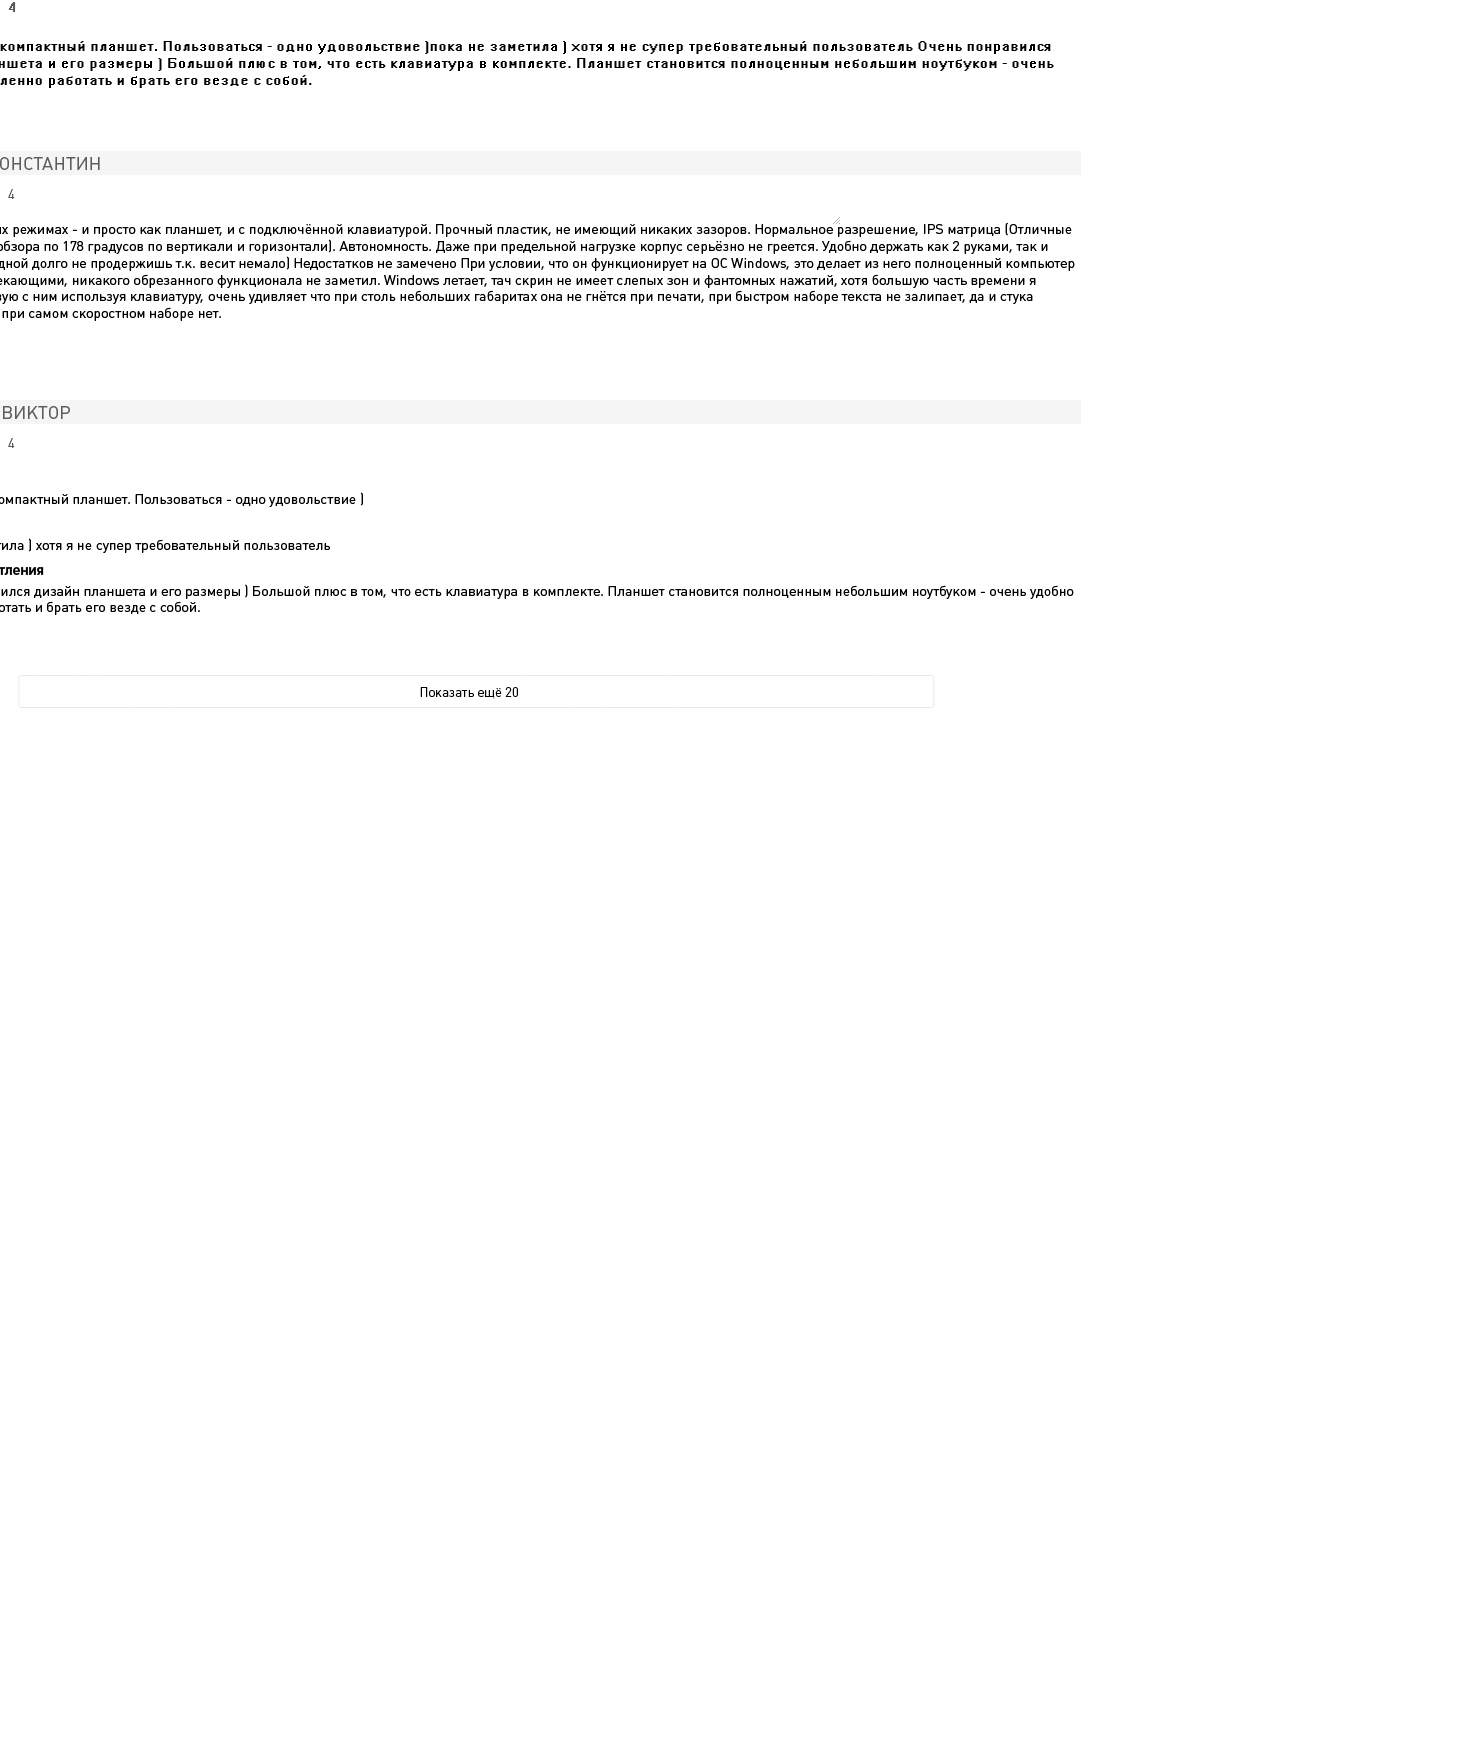 4
компактный планшет. Пользоваться - одно удовольствие )пока не заметила ) хотя я не супер требовательный пользователь Очень понравился
ншета и его размеры ) Большой плюс в том, что есть клавиатура в комплекте. Планшет становится полноценным небольшим ноутбуком - очень
ленно работать и брать его везде с собой.
ОНСТАНТИН
4
их режимах - и просто как планшет, и с подключённой клавиатурой. Прочный пластик, не имеющий никаких зазоров. Нормальное разрешение, IPS матрица (Отличные
обзора по 178 градусов по вертикали и горизонтали). Автономность. Даже при предельной нагрузке корпус серьёзно не греется. Удобно держать как 2 руками, так и
дной долго не продержишь т.к. весит немало) Недостатков не замечено При условии, что он функционирует на ОС Windows, это делает из него полноценный компьютер
екающими, никакого обрезанного функционала не заметил. Windows летает, тач скрин не имеет слепых зон и фантомных нажатий, хотя большую часть времени я
вую с ним используя клавиатуру, очень удивляет что при столь небольших габаритах она не гнётся при печати, при быстром наборе текста не залипает, да и стука
при самом скоростном наборе нет.
ВИКТОР
4
омпактный планшет. Пользоваться - одно удовольствие )
тила ) хотя я не супер требовательный пользователь
тления
ился дизайн планшета и его размеры ) Большой плюс в том, что есть клавиатура в комплекте. Планшет становится полноценным небольшим ноутбуком - очень удобно
отать и брать его везде с собой.
Показать ещё 20